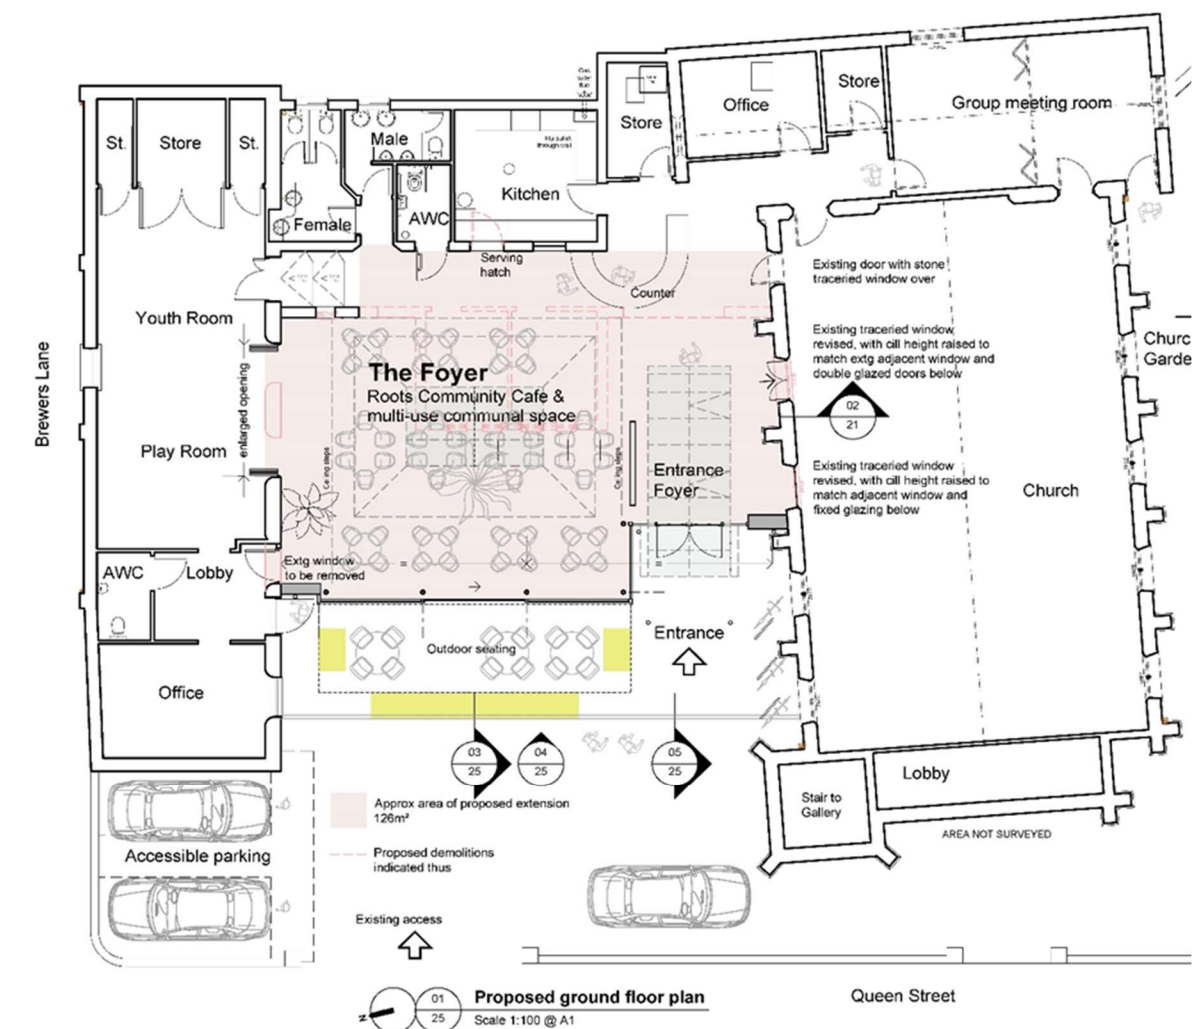 Store
Group meeting room
Office
Store
St.
Store
St.
Male
Kitchen
Female
AWC
Serving
hatch
Counter
Existing door with stone
traceried window over
Youth Room
Existing traceried window
revised, with cill height raised to
match extg adjacent window and
double glazed doors below
Churc
Garde
The Foyer
Roots Community Cafe &
multi-use communal space
02
21
Brewers Lane
enlarged opening
Play Room
Entrance
Foyer
Existing traceried window
revised, with cill height raised to
match adjacent window and
fixed glazing below
Church
AWC
Lobby
Extg window
to be removed
Entrance
Outdoor seating
Office
03
25
04
25
05
25
Lobby
Stair to
Gallery
AREA NOT SURVEYED
Approx area of proposed extension
126m²
Proposed demolitions
indicated thus
Accessible parking
Existing access
Queen Street
01
25
Proposed ground floor plan
Scale 1:100 @ A1